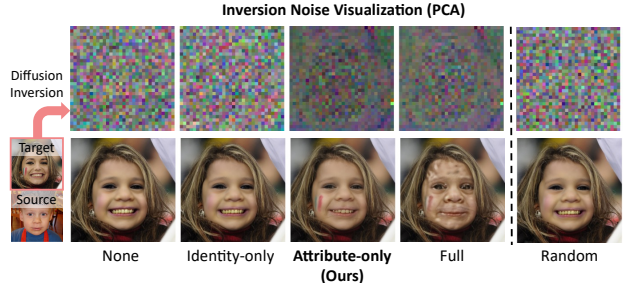 Inversion Noise Visualization (PCA)
Diffusion
Inversion
Target
Source
None
Identity-only
Attribute-only
(Ours)
Full
Random